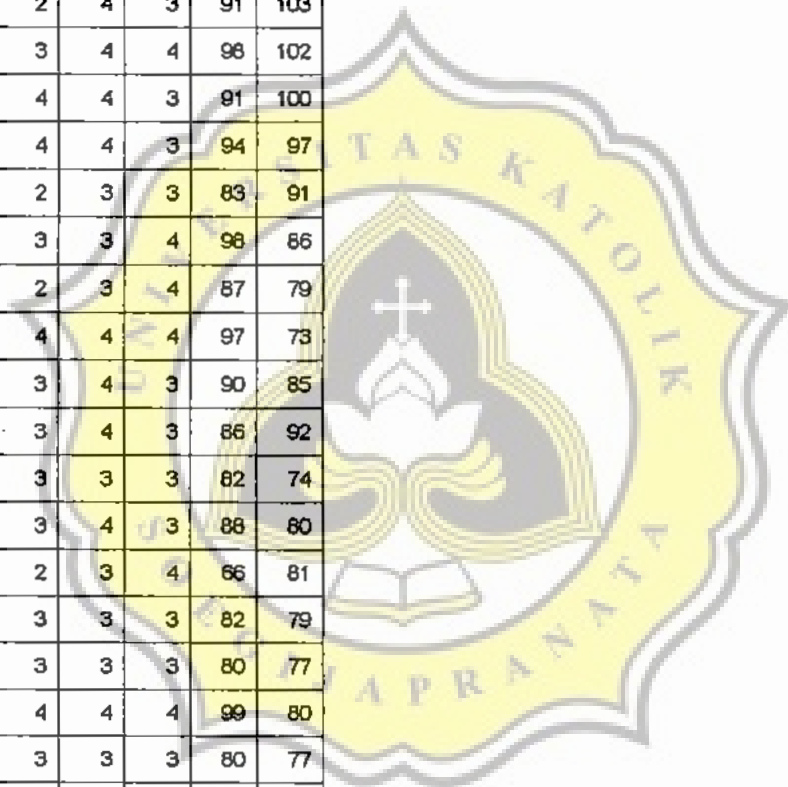 2 4 3 91 103
3 4 4 98 102
4 4 3 91 100
4 4 3 94 97
2 3 3 83 91
3 3 4 98 86
2 3 4 87 79
4 4 4 97 73
3 4 3 90 85
3 4 3 86 92
3 3 3 82 74
3 4 3 88 80
2 3 4 66 81
3 3 3 82 79
3 3 3 80 77
4 4 4 99 80
3 3 3 80 77
UNIVERSITAS KATOLIK
SOEGIJAPRANATA